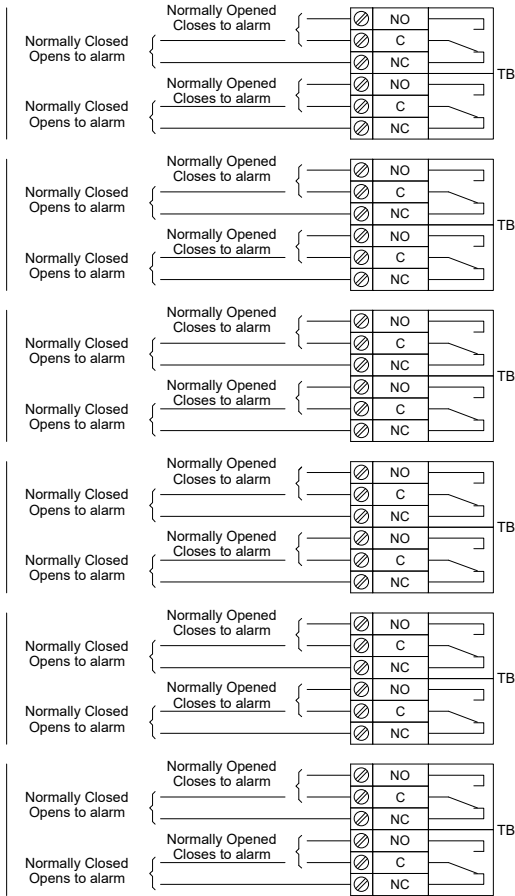 Normally Opened
Closes to alarm
NO
Normally Closed
Opens to alarm
C
NC
TB
Normally Opened
Closes to alarm
NO
Normally Closed
Opens to alarm
C
NC
Normally Opened
Closes to alarm
NO
Normally Closed
Opens to alarm
C
NC
TB
Normally Opened
Closes to alarm
NO
Normally Closed
Opens to alarm
C
NC
Normally Opened
Closes to alarm
NO
Normally Closed
Opens to alarm
C
NC
TB
Normally Opened
Closes to alarm
NO
Normally Closed
Opens to alarm
C
NC
Normally Opened
Closes to alarm
NO
Normally Closed
Opens to alarm
C
NC
TB
Normally Opened
Closes to alarm
NO
Normally Closed
Opens to alarm
C
NC
Normally Opened
Closes to alarm
NO
Normally Closed
Opens to alarm
C
NC
TB
Normally Opened
Closes to alarm
NO
Normally Closed
Opens to alarm
C
NC
Normally Opened
Closes to alarm
NO
Normally Closed
Opens to alarm
C
NC
TB
Normally Opened
Closes to alarm
NO
Normally Closed
Opens to alarm
C
NC